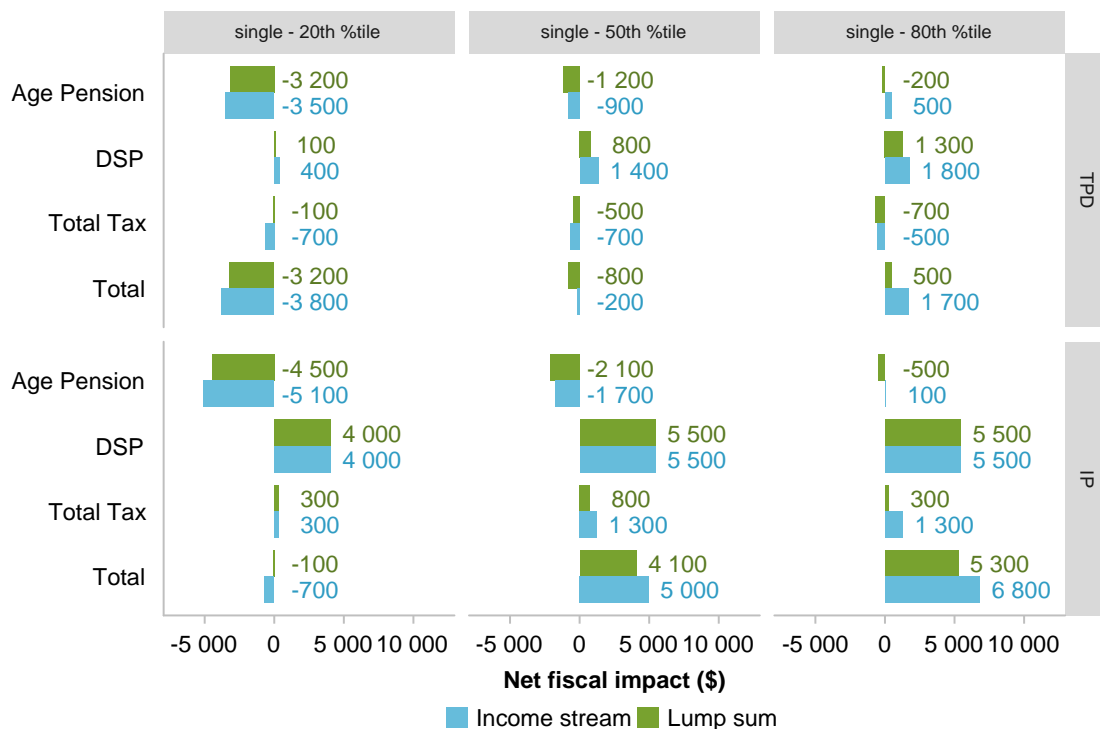 single - 20th %tile single - 50th %tile single - 80th %tile
Age Pension -3 200 -1 200 -200
-3 500 -900 500
DSP 100 800 1 300
400 1 400 1 800
Total Tax -100 -500 -700
-700 -700 -500
Total -3 200 -800 500
-3 800 -200 1 700
TPD
Age Pension -4 500 -2 100 -500
-5 100 -1 700 100
DSP 4 000 5 500 5 500
4 000 5 500 5 500
Total Tax 300 800 300
300 1 300 1 300
Total -100 4 100 5 300
-700 5 000 6 800
IP
-5 000 0 5 000 10 000 -5 000 0 5 000 10 000 -5 000 0 5 000 10 000
Net fiscal impact ($)
Income stream Lump sum